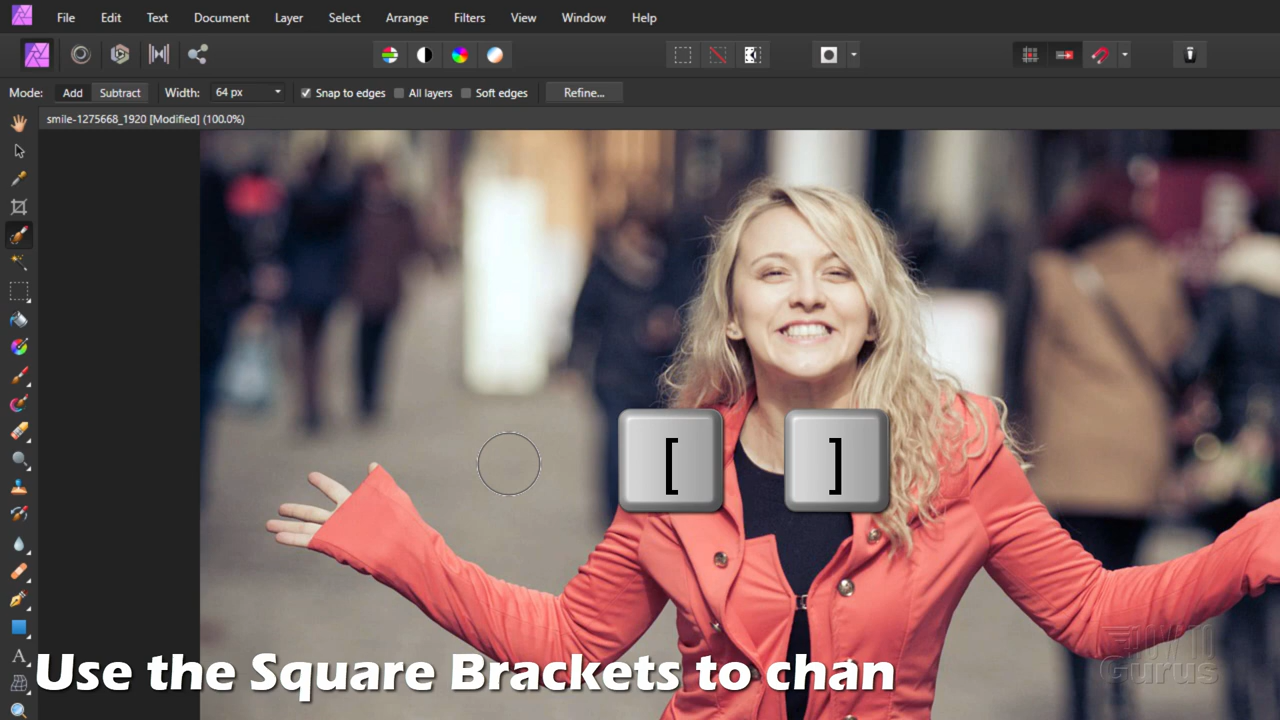 File Edit Text Document Layer Select Arrange Filters View Window Help
Mode: Add Subtract Width: 64 px Snap to edges All layers Soft edges Refine...
smile-1275668_1920 [Modified] (100.0%)
[ ]
Use the Square Brackets to chan
Gurus